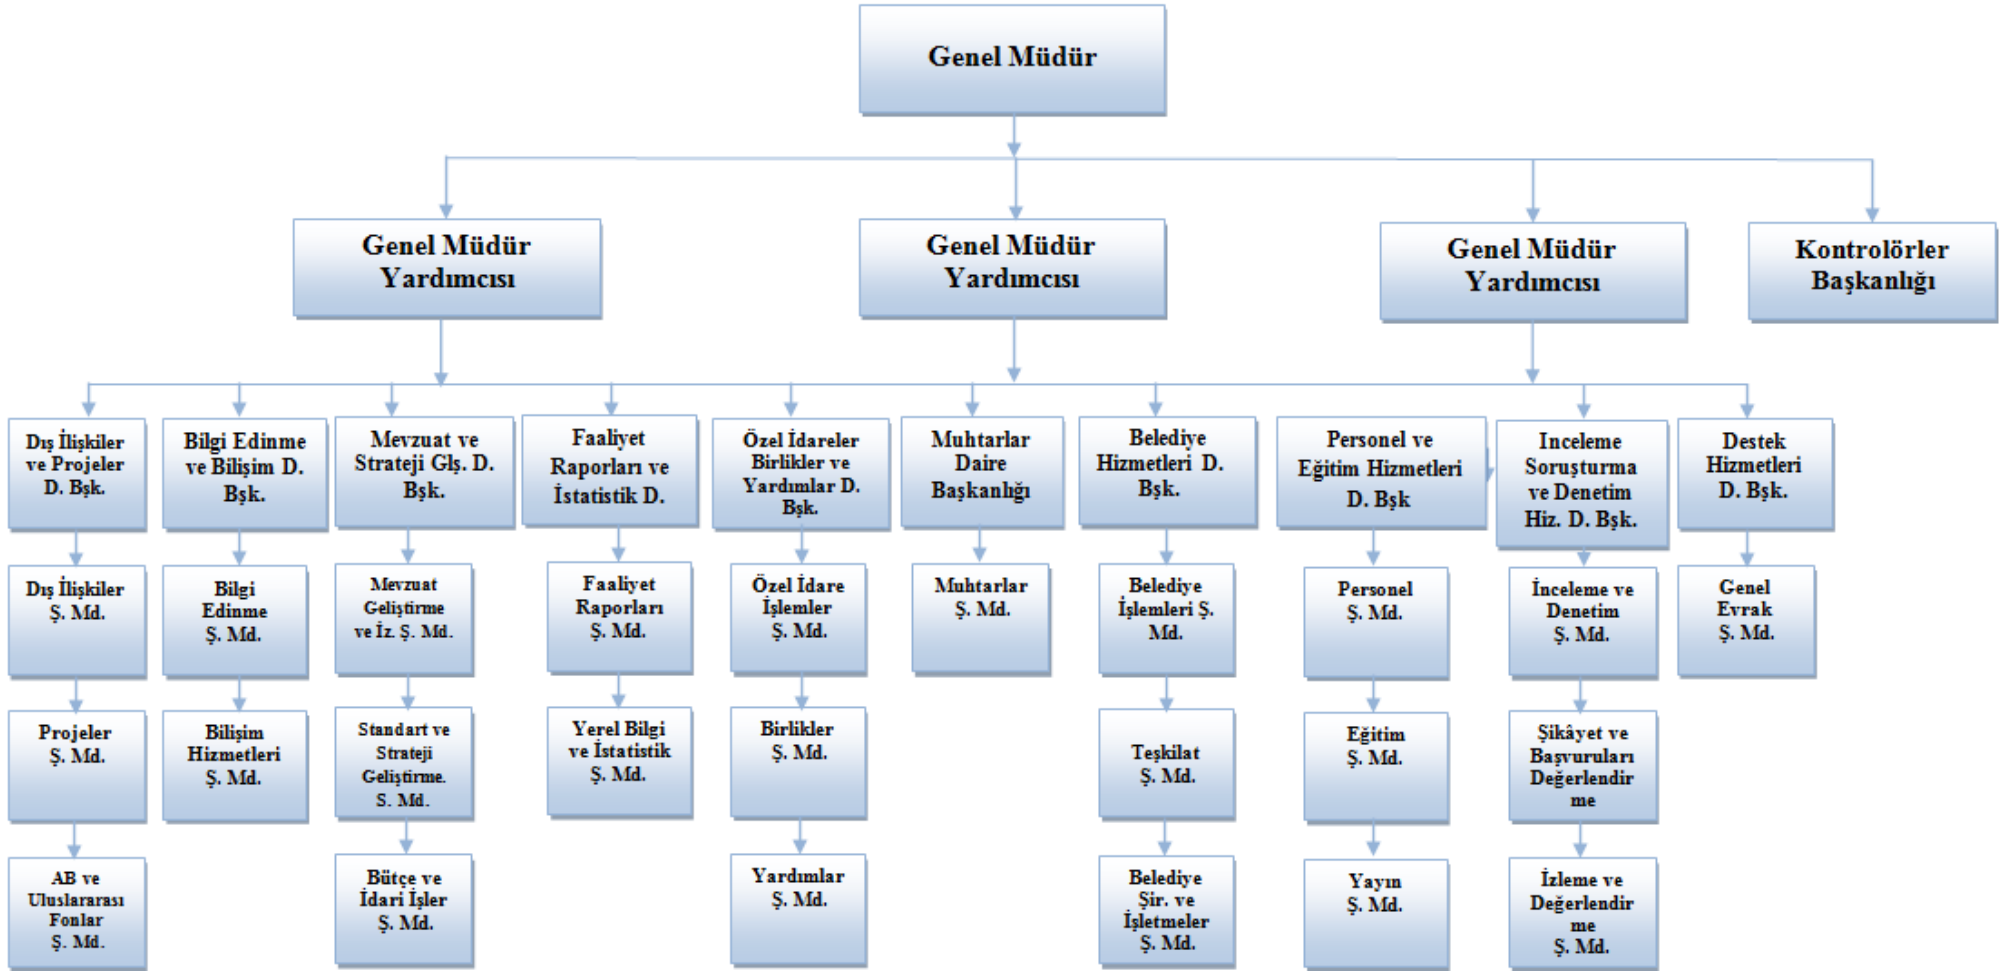 Genel Müdür
Genel Müdür
Yardımcısı
Genel Müdür
Yardımcısı
Genel Müdür
Yardımcısı
Kontrolörler
Başkanlığı
Dış İlişkiler
ve Projeler
D. Bşk.
Bilgi Edinme
ve Bilişim D.
Bşk.
Mevzuat ve
Strateji Glş. D.
Bşk.
Faaliyet
Raporları ve
İstatistik D.
Özel İdareler
Birlikler ve
Yardımlar D.
Bşk.
Muhtarlar
Daire
Başkanlığı
Belediye
Hizmetleri D.
Bşk.
Personel ve
Eğitim Hizmetleri
D. Bşk
Inceleme
Soruşturma
ve Denetim
Hiz. D. Bşk.
Destek
Hizmetleri
D. Bşk.
Dış İlişkiler
Ş. Md.
Bilgi
Edinme
Ş. Md.
Mevzuat
Geliştirme
ve İz. Ş. Md.
Faaliyet
Raporları
Ş. Md.
Özel İdare
İşlemler
Ş. Md.
Muhtarlar
Ş. Md.
Belediye
İşlemleri Ş.
Md.
Personel
Ş. Md.
İnceleme ve
Denetim
Ş. Md.
Genel
Evrak
Ş. Md.
Projeler
Ş. Md.
Bilişim
Hizmetleri
Ş. Md.
Standart ve
Strateji
Geliştirme.
S. Md.
Yerel Bilgi
ve İstatistik
Ş. Md.
Birlikler
Ş. Md.
Teşkilat
Ş. Md.
Eğitim
Ş. Md.
Şikâyet ve
Başvuruları
Değerlendir
me
AB ve
Uluslararası
Fonlar
Ş. Md.
Bütçe ve
İdari İşler
Ş. Md.
Yardımlar
Ş. Md.
Belediye
Şir. ve
İşletmeler
Ş. Md.
Yayın
Ş. Md.
İzleme ve
Değerlendir
me
Ş. Md.